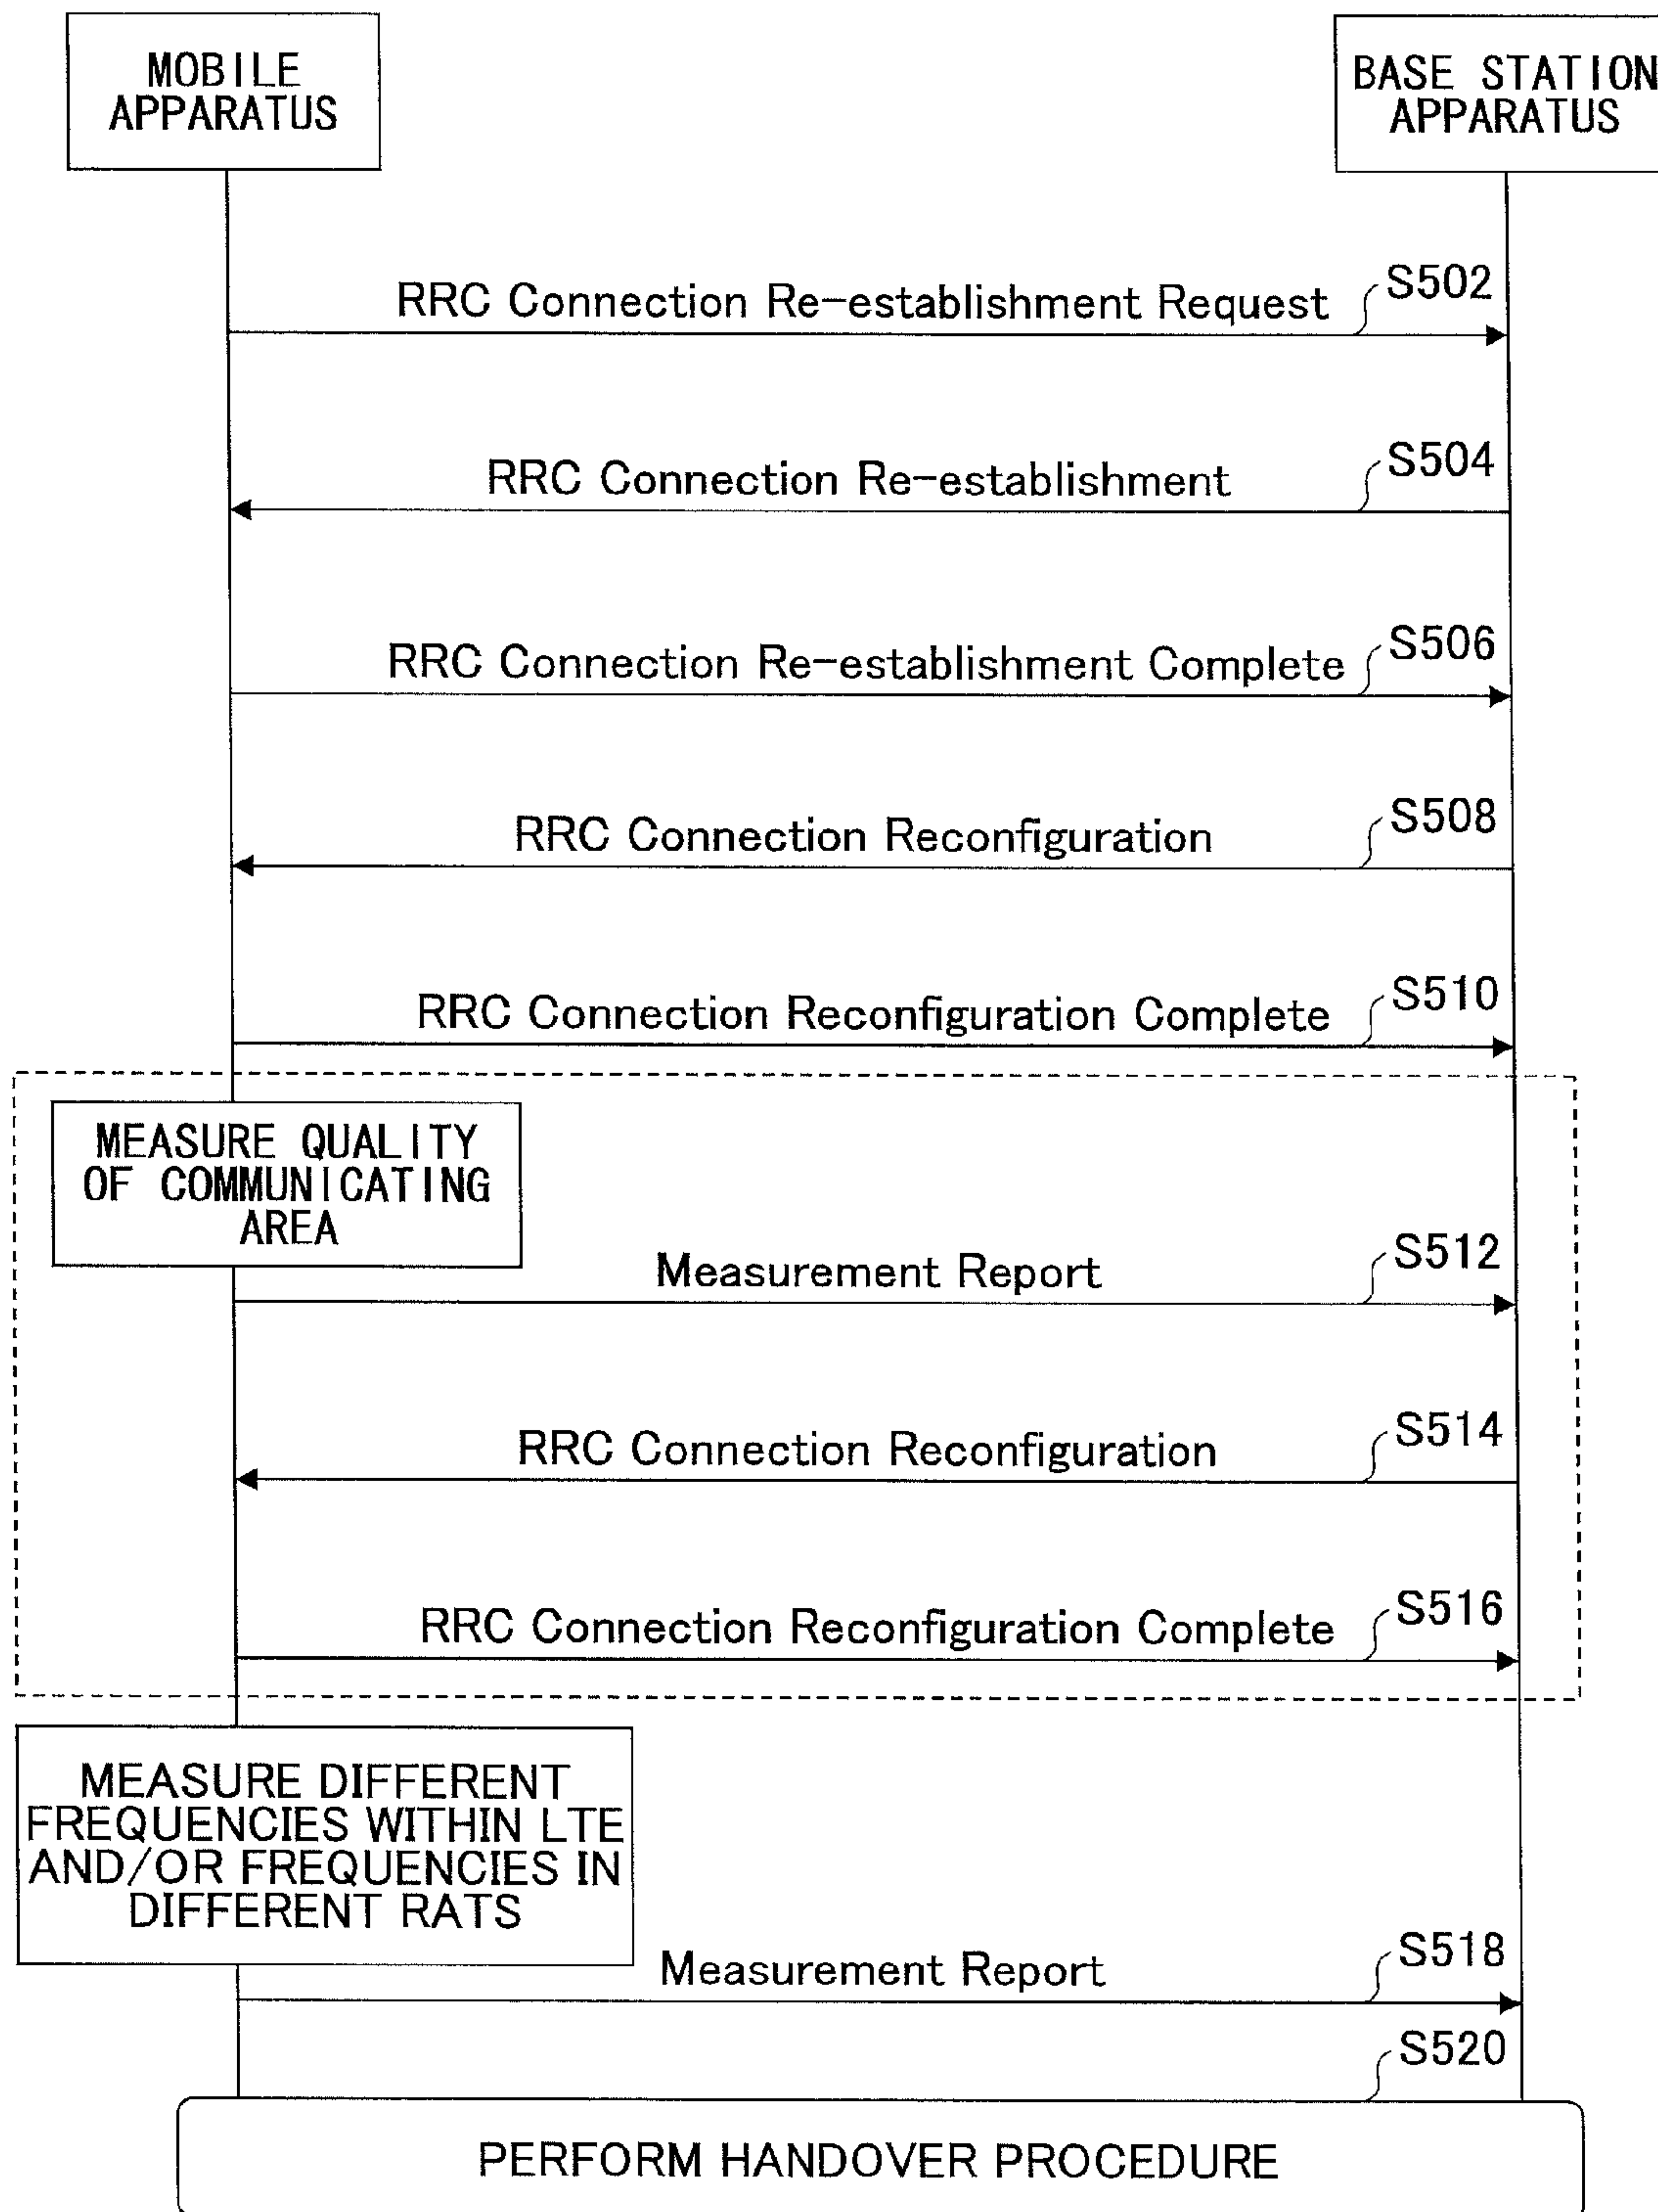 MOBILE
APPARATUS
BASE STATION
APPARATUS
S502
RRC Connection Re-establishment Request
S504
RRC Connection Re-establishment
S506
RRC Connection Re-establishment Complete
S508
RRC Connection Reconfiguration
S510
RRC Connection Reconfiguration Complete
MEASURE QUALITY
OF COMMUNICATING
AREA
S512
Measurement Report
S514
RRC Connection Reconfiguration
S516
RRC Connection Reconfiguration Complete
MEASURE DIFFERENT
FREQUENCIES WITHIN LTE
AND/OR FREQUENCIES IN
DIFFERENT RATS
S518
Measurement Report
S520
PERFORM HANDOVER PROCEDURE